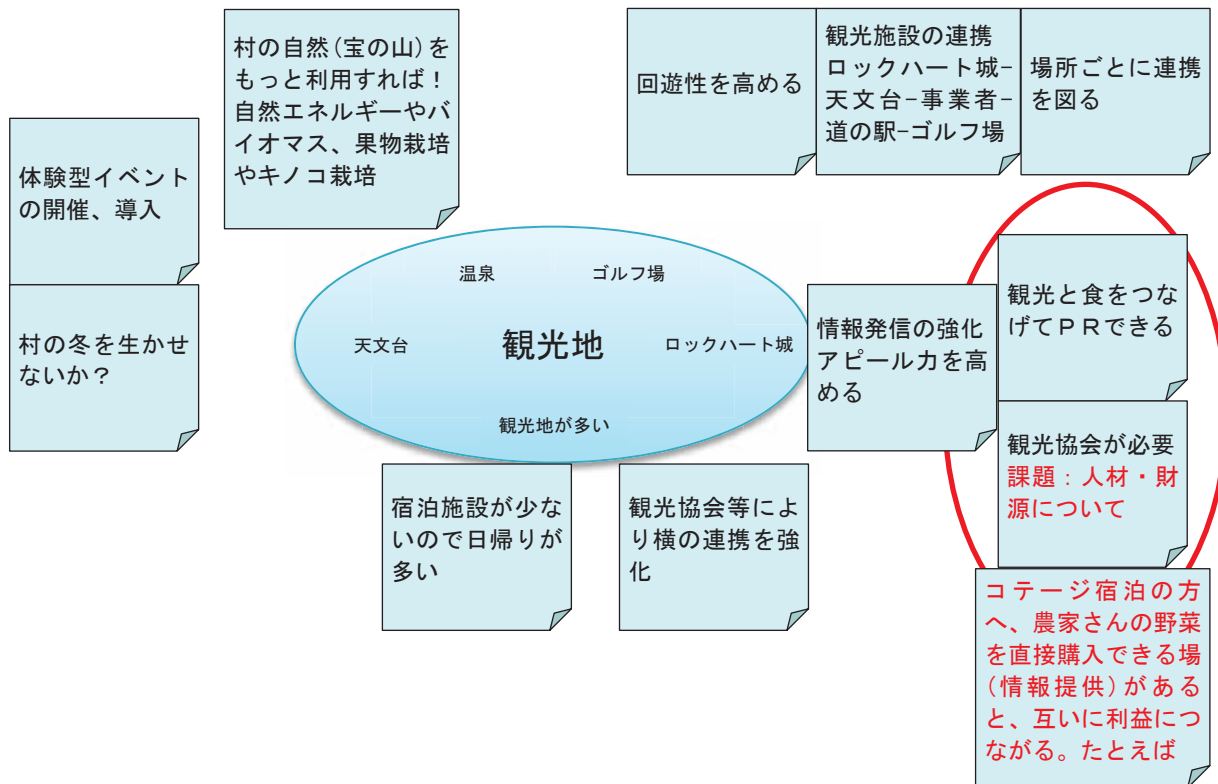 村の自然(宝の山)を
もっと利用すれば!
自然エネルギーやバ
イオマス、果物栽培
やキノコ栽培
回遊性を高める
観光施設の連携
ロックハート城-
天文台-事業者-
道の駅-ゴルフ場
場所ごとに連携
を図る
体験型イベント
の開催、導入
村の冬を生かせ
ないか?
温泉
ゴルフ場
天文台
観光地
ロックハート城
観光地が多い
情報発信の強化
アピール力を高
める
観光と食をつな
げてPRできる
観光協会が必要
課題:人材・財
源について
宿泊施設が少な
いので日帰りが
多い
観光協会等によ
り横の連携を強
化
コテージ宿泊の方
へ、農家さんの野菜
を直接購入できる場
(情報提供)がある
と、互いに利益につ
ながる。たとえば